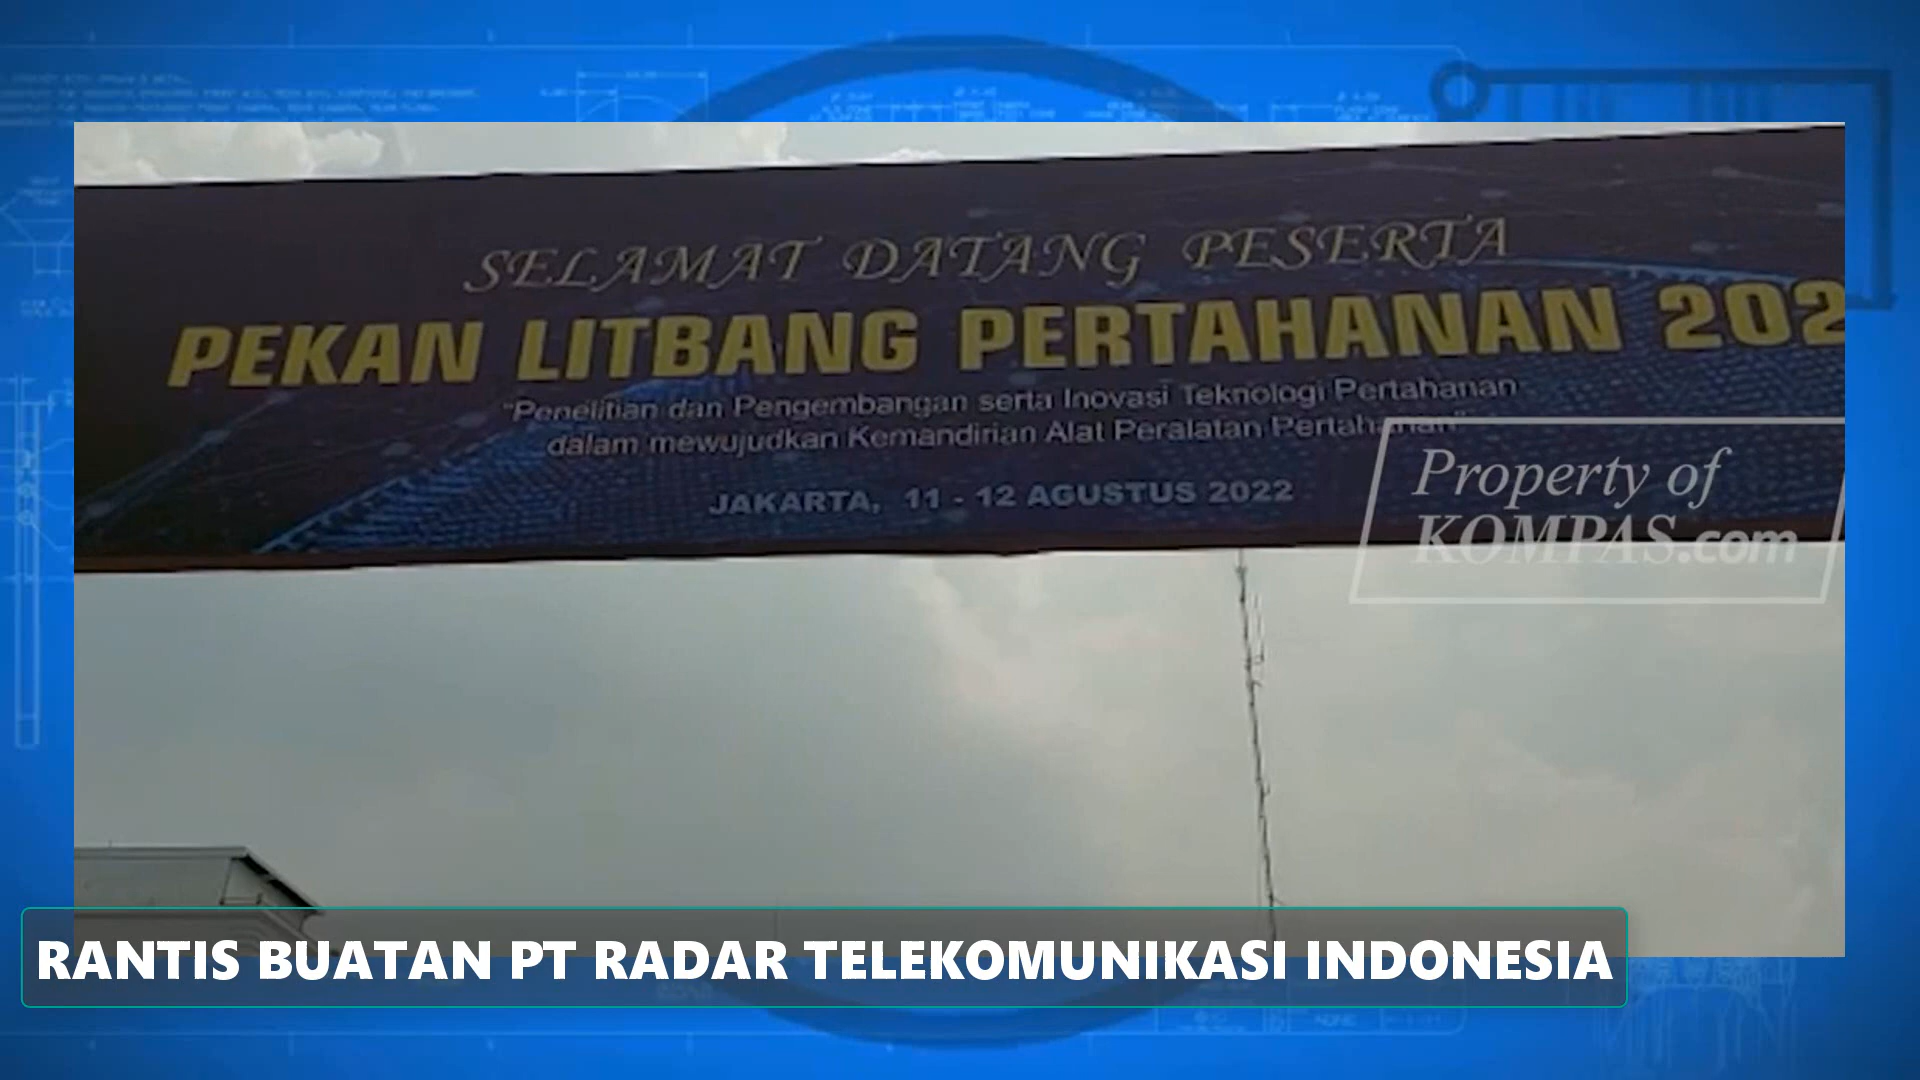 SELAMAT DATANG PESERTA
PEKAN LITBANG PERTAHANAN 202
"Penelitian dan Pengembangan serta Inovasi Teknologi Pertahanan
dalam mewujudkan Kemandirian Alat Peralatan Pertahanan"
JAKARTA, 11 - 12 AGUSTUS 2022
Property of
KOMPAS.com
RANTIS BUATAN PT RADAR TELEKOMUNIKASI INDONESIA